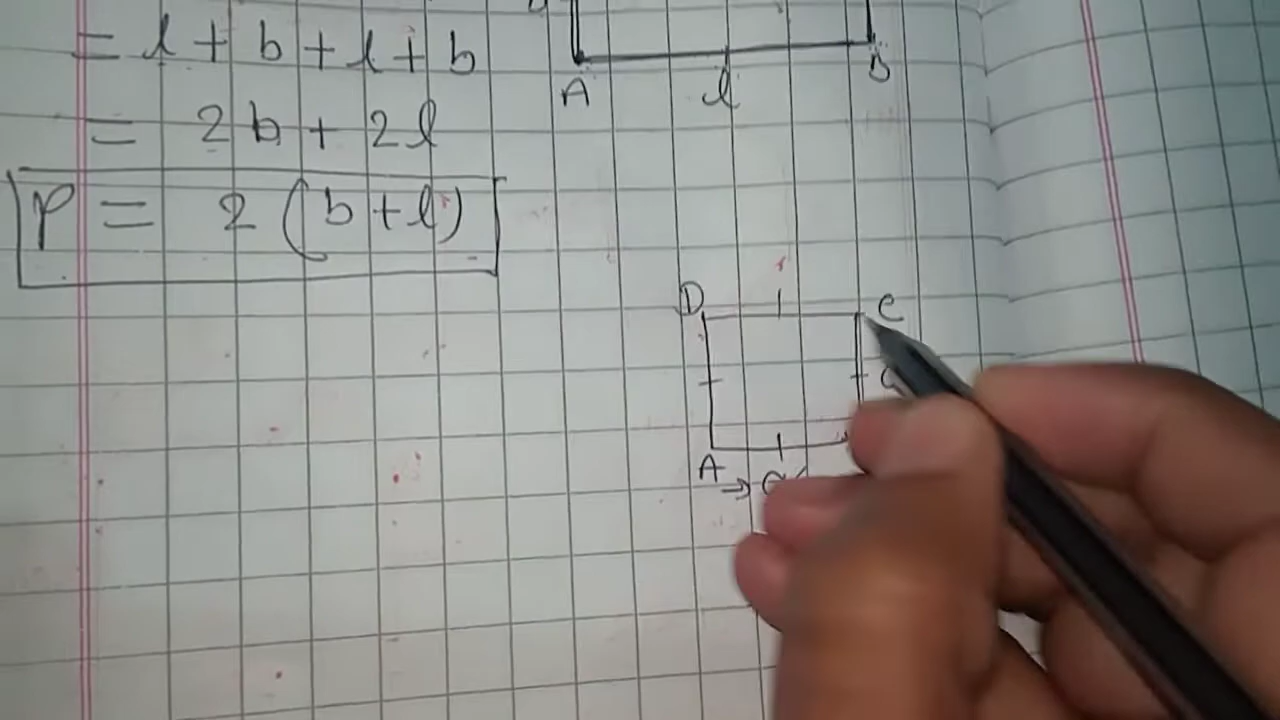 = l + b + l + b
= 2b + 2l
P = 2 (b + l)
A l B
D C
a
A → a